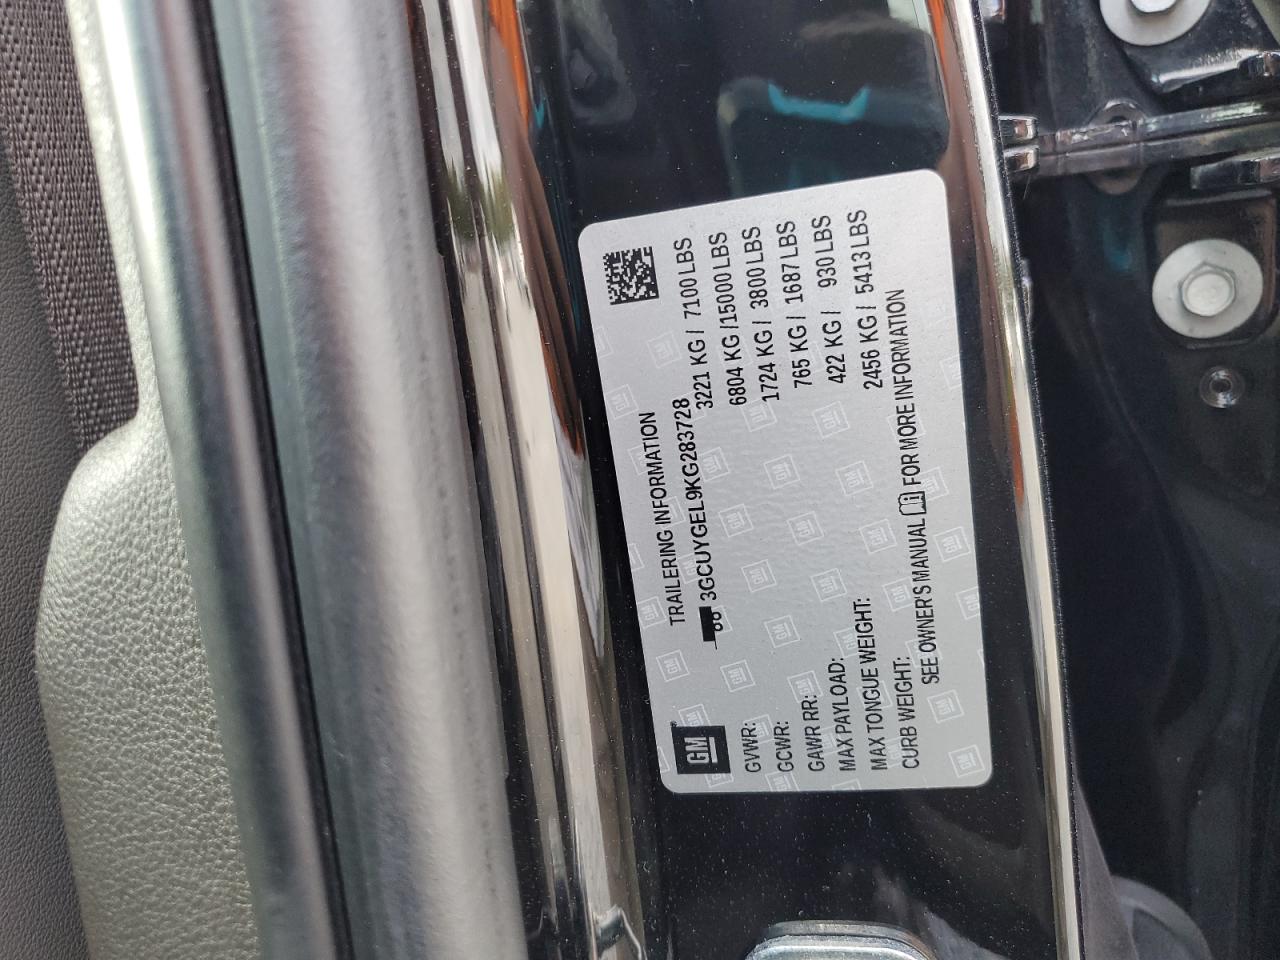 TRAILERING INFORMATION
GM 3GCUYGEL9KG283728
GVWR: 3221 KG / 7100 LBS
GCWR: 6804 KG /15000 LBS
GAWR RR: 1724 KG / 3800 LBS
MAX PAYLOAD: 765 KG / 1687 LBS
MAX TONGUE WEIGHT: 422 KG / 930 LBS
CURB WEIGHT: 2456 KG / 5413 LBS
SEE OWNER'S MANUAL FOR MORE INFORMATION